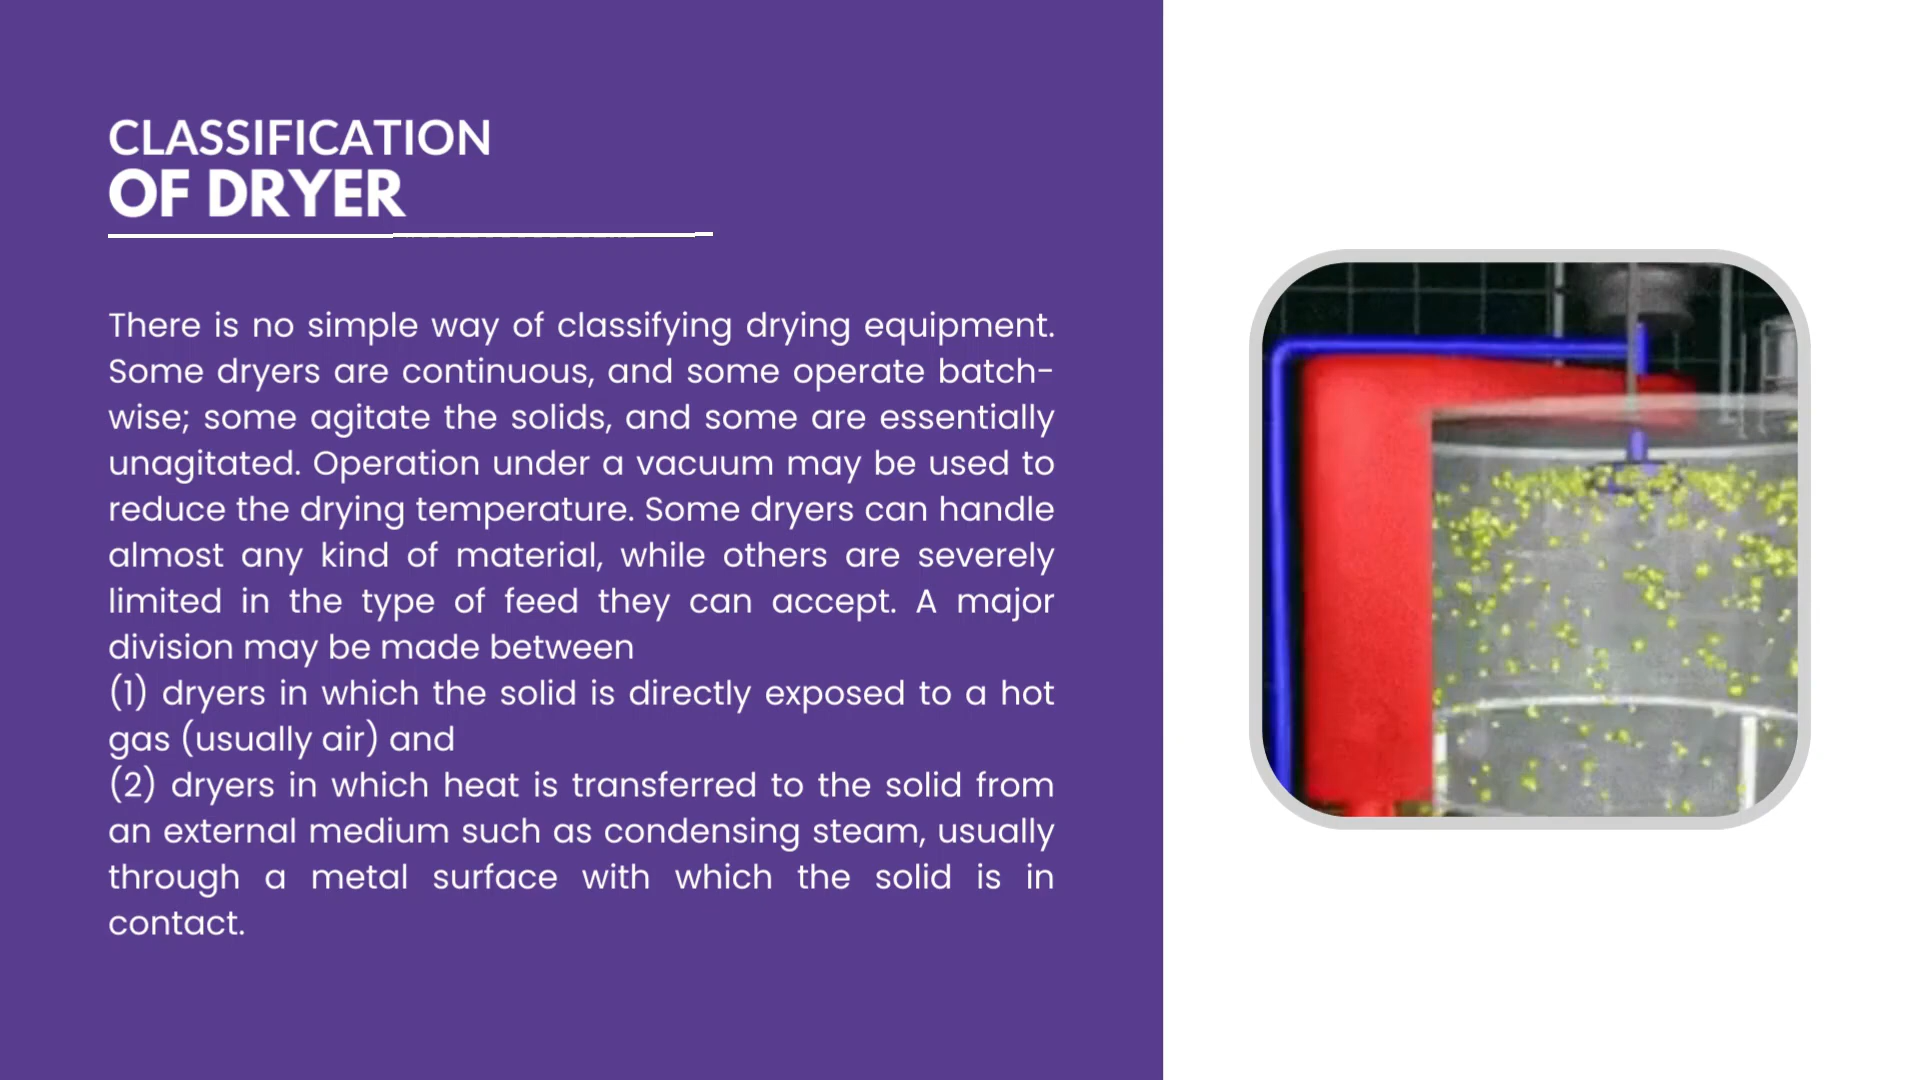 CLASSIFICATION
OF DRYER
There is no simple way of classifying drying equipment.
Some dryers are continuous, and some operate batch-
wise; some agitate the solids, and some are essentially
unagitated. Operation under a vacuum may be used to
reduce the drying temperature. Some dryers can handle
almost any kind of material, while others are severely
limited in the type of feed they can accept. A major
division may be made between
(1) dryers in which the solid is directly exposed to a hot
gas (usually air) and
(2) dryers in which heat is transferred to the solid from
an external medium such as condensing steam, usually
through a metal surface with which the solid is in
contact.